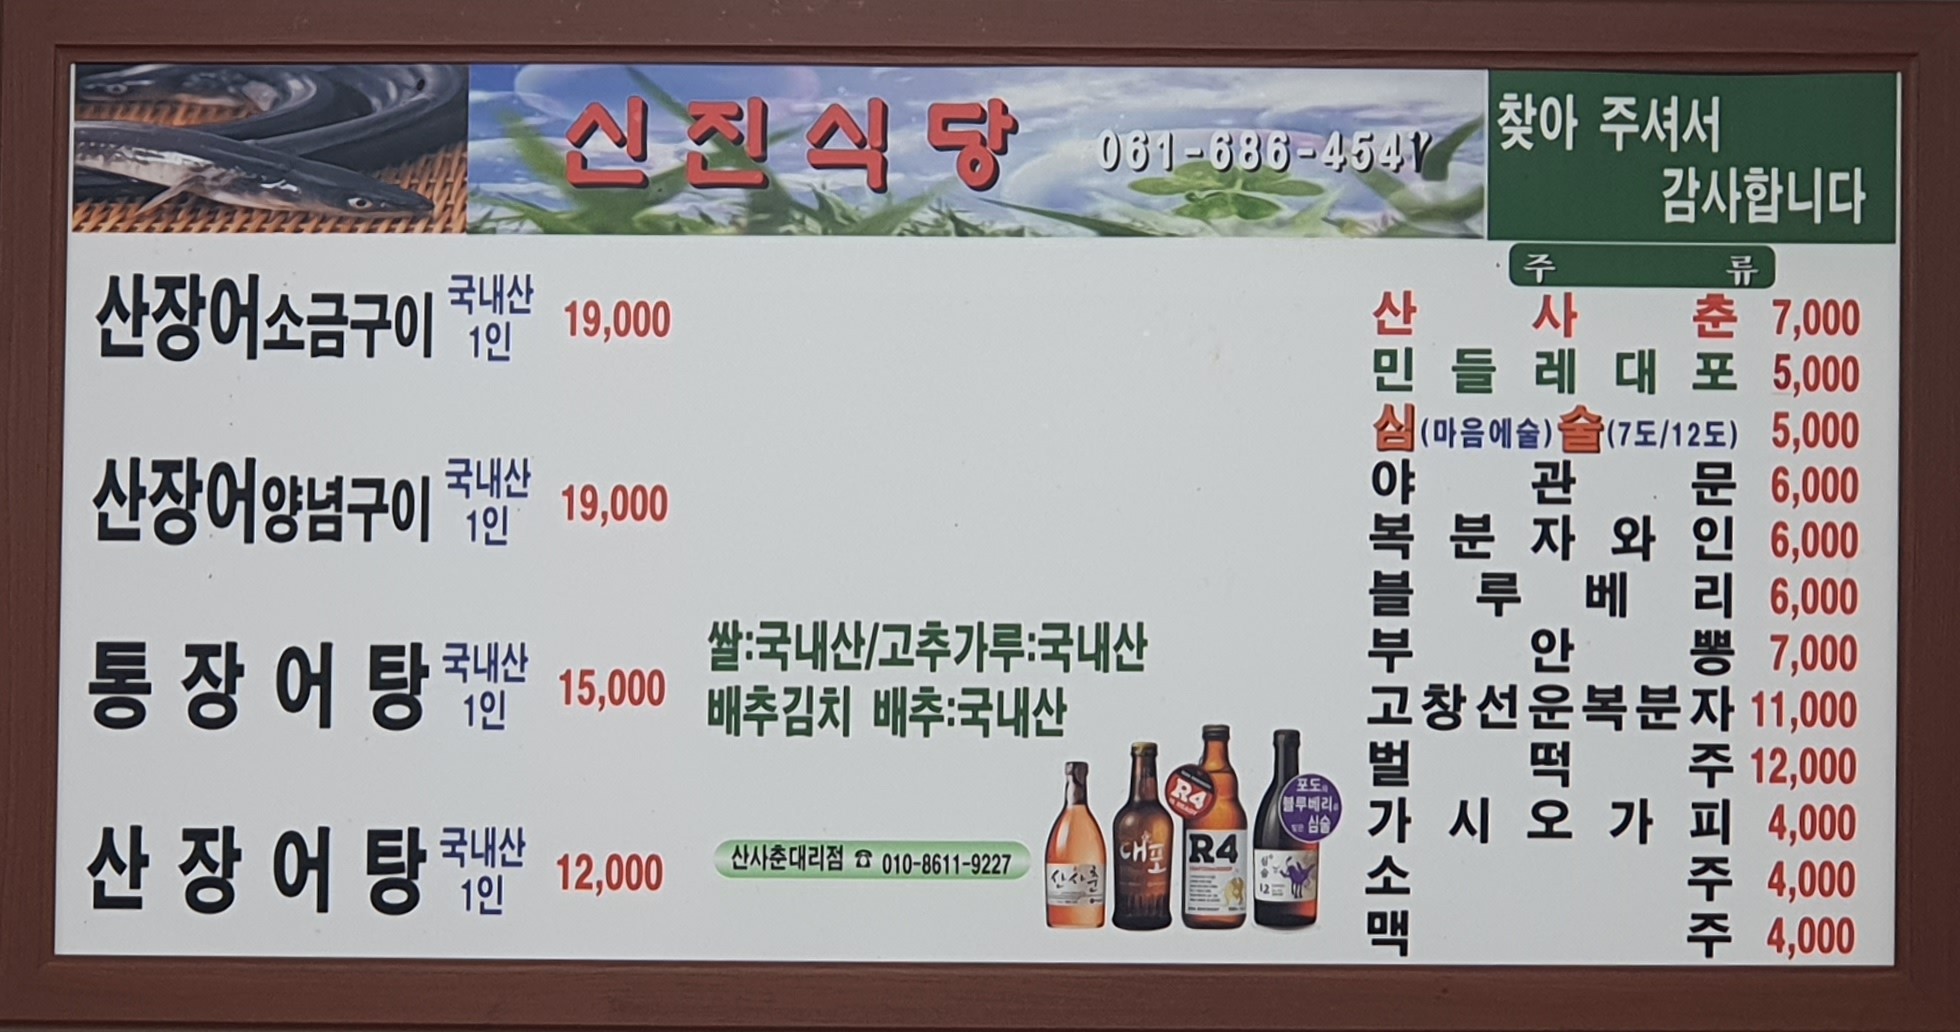 신진식당 061-686-4547
찾아 주셔서
감사합니다
산장어소금구이 국내산 1인 19,000
산장어양념구이 국내산 1인 19,000
통장어탕 국내산 1인 15,000
산장어탕 국내산 1인 12,000
쌀:국내산/고추가루:국내산
배추김치 배추:국내산
산사춘대리점 ☎ 010-8611-9227
산사춘
대포
R4
R4
포도와
블루베리로
빚은 심술
심술
12
주류
산사춘 7,000
민들레대포 5,000
심(마음에술)술(7도/12도) 5,000
야관문 6,000
복분자와인 6,000
블루베리 6,000
부안뽕 7,000
고창선운복분자 11,000
벌떡주 12,000
가시오가피 4,000
소주 4,000
맥주 4,000